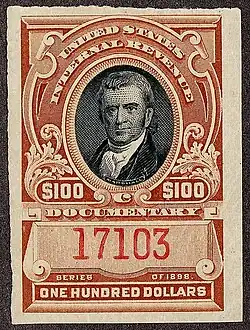 UNITED STATES
INTERNAL REVENUE
$100 C $100
DOCUMENTARY
17103
SERIES OF 1898.
ONE HUNDRED DOLLARS